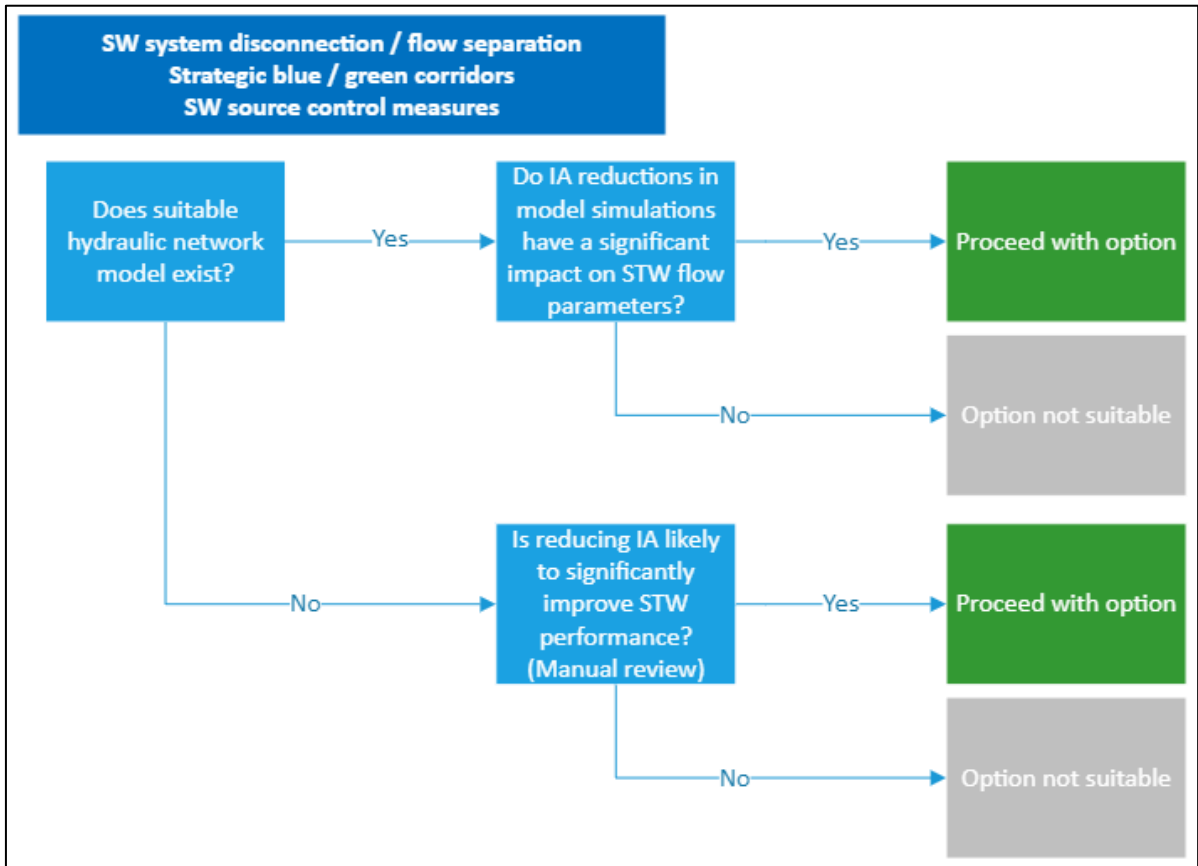 SW system disconnection / flow separation
Strategic blue / green corridors
SW source control measures
Does suitable
hydraulic network
model exist?
Yes
Do IA reductions in
model simulations
have a significant
impact on STW flow
parameters?
Yes
Proceed with option
No
Option not suitable
No
Is reducing IA likely
to significantly
improve STW
performance?
(Manual review)
Yes
Proceed with option
No
Option not suitable